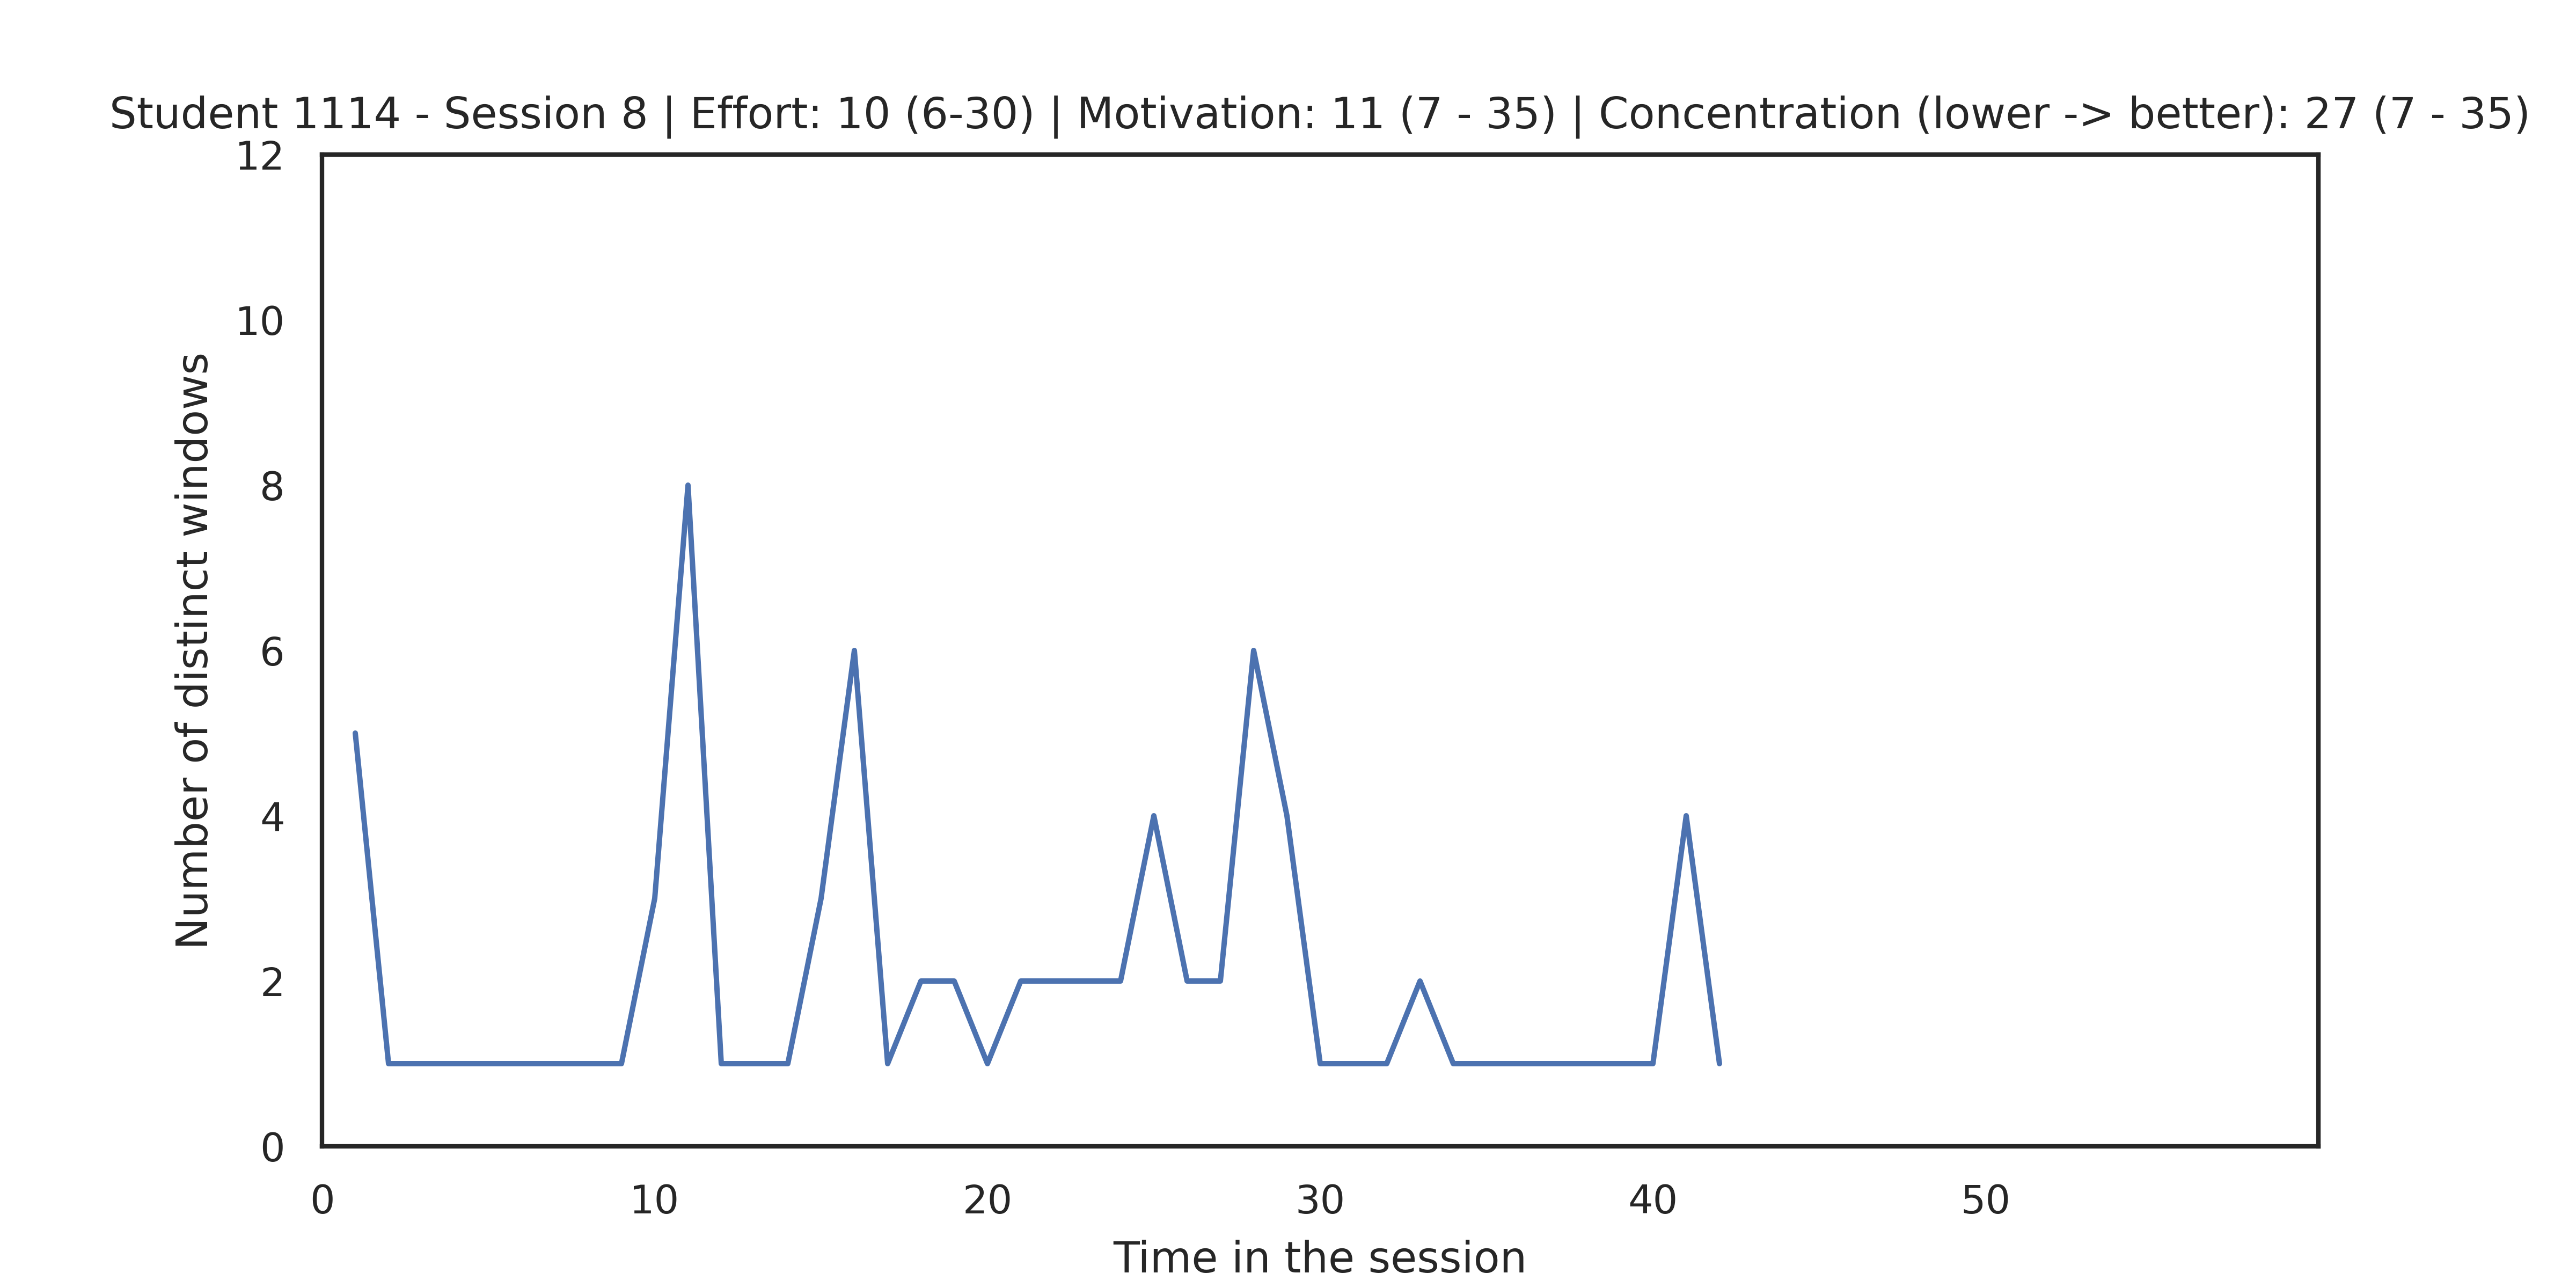 Student 1114 - Session 8 | Effort: 10 (6-30) | Motivation: 11 (7 - 35) | Concentration (lower -> better): 27 (7 - 35)
12
10
8
6
4
2
0
Number of distinct windows
0 10 20 30 40 50
Time in the session